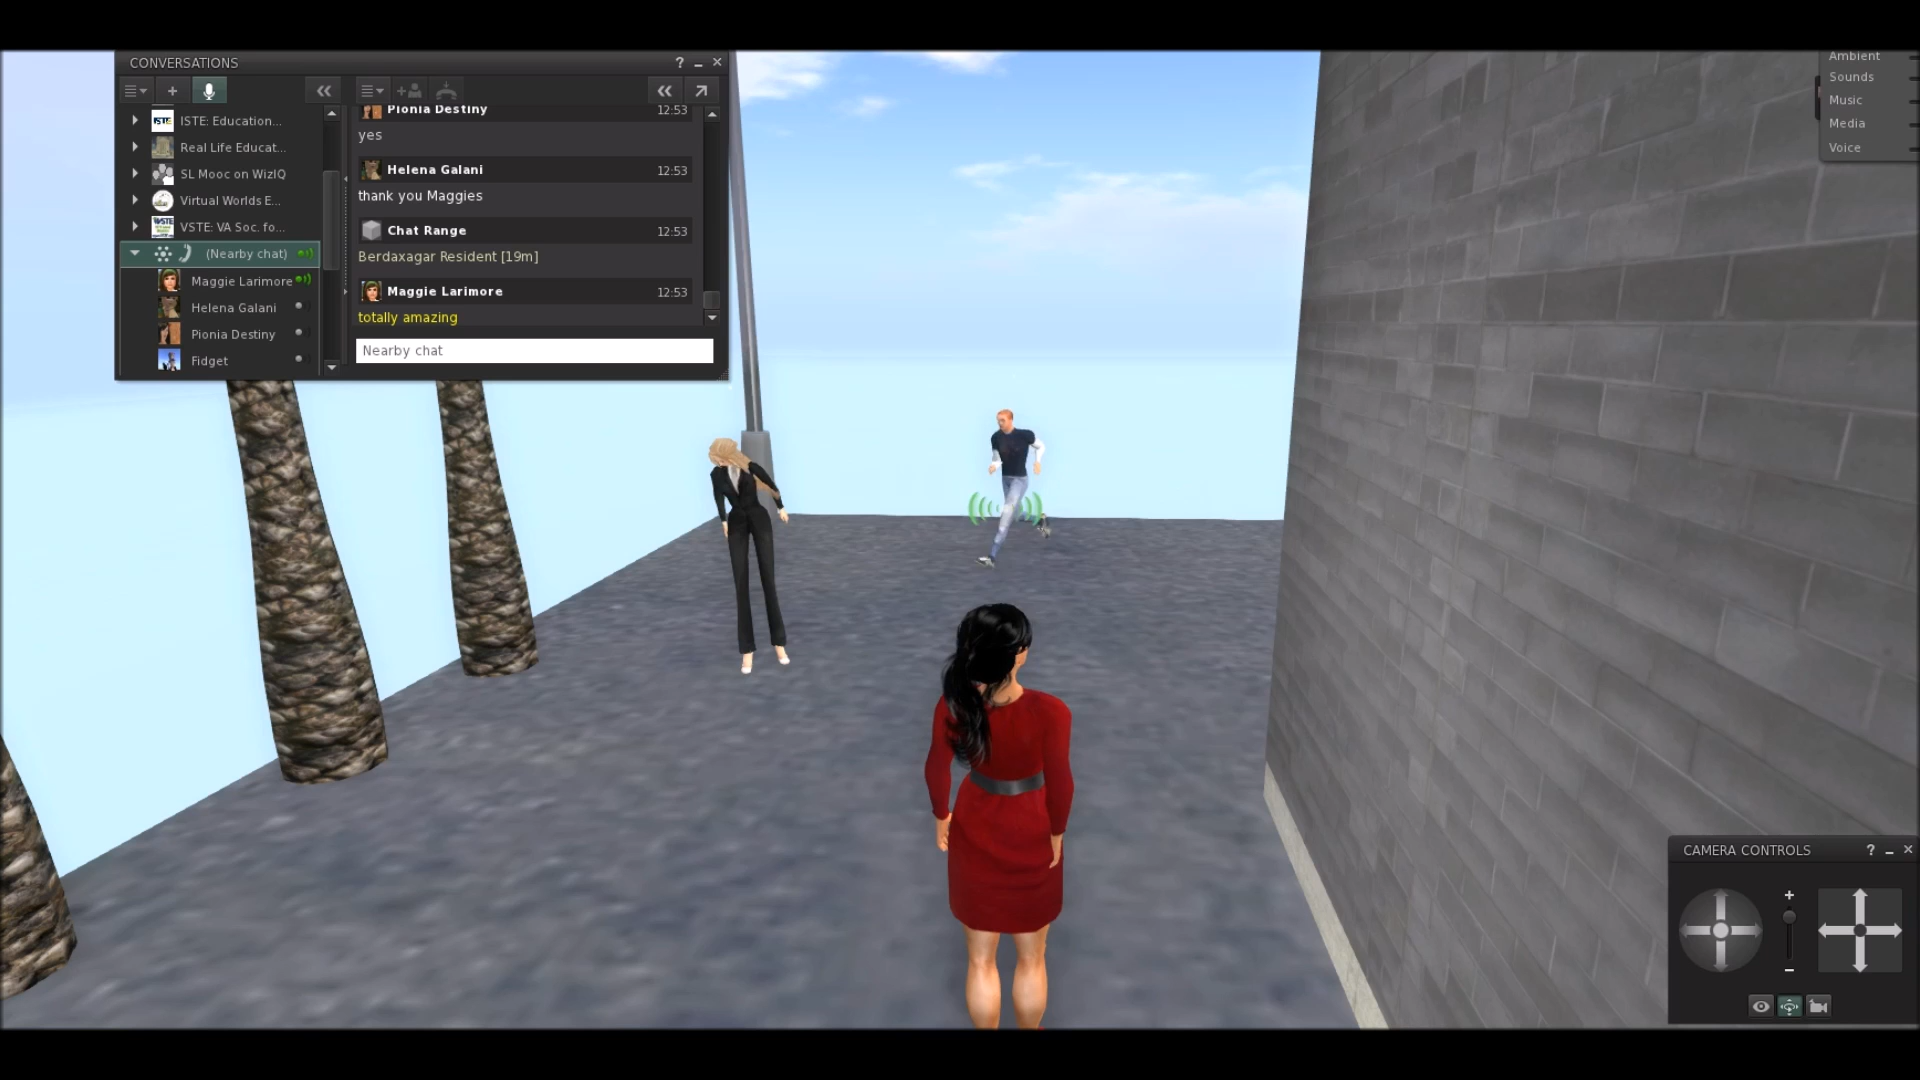 CONVERSATIONS
ISTE: Education...
Real Life Educat...
SL Mooc on WizIQ
Virtual Worlds E...
VSTE: VA Soc. fo...
(Nearby chat)
Maggie Larimore
Helena Galani
Pionia Destiny
Fidget
Pionia Destiny 12:53
yes
Helena Galani 12:53
thank you Maggies
Chat Range 12:53
Berdaxagar Resident [19m]
Maggie Larimore 12:53
totally amazing
Nearby chat
Ambient
Sounds
Music
Media
Voice
CAMERA CONTROLS